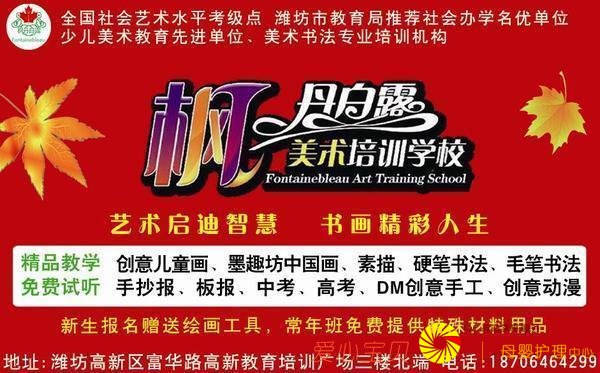 全国社会艺术水平考级点 潍坊市教育局推荐社会办学名优单位
少儿美术教育先进单位、美术书法专业培训机构
Fontainebleau
枫丹白露
美术培训学校
Fontainebleau Art Training School
艺术启迪智慧 书画精彩人生
精品教学 创意儿童画、墨趣坊中国画、素描、硬笔书法、毛笔书法
免费试听 手抄报、板报、中考、高考、DM创意手工、创意动漫
新生报名赠送绘画工具，常年班免费提供特殊材料用品
爱心宝贝 母婴护理中心
地址：潍坊高新区富华路高新教育培训广场三楼北端 电话：18706464299